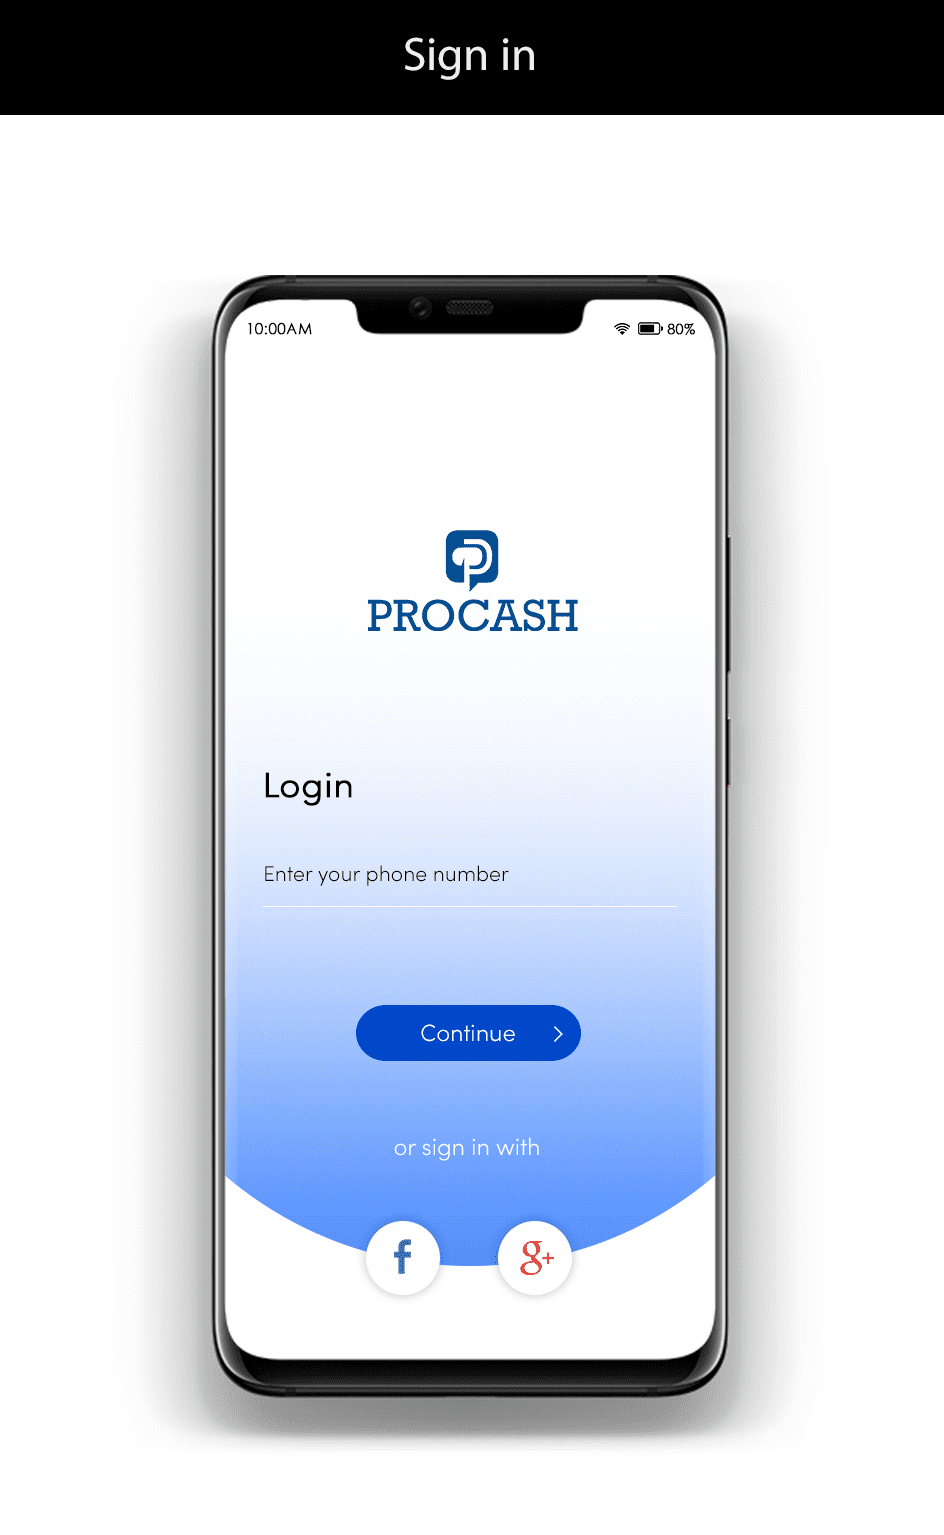 Sign in
10:00AM
80%
PROCASH
Login
Enter your phone number
Continue
or sign in with
f
g+